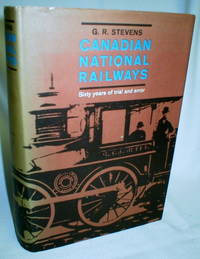 G. R. STEVENS
CANADIAN
NATIONAL
RAILWAYS
Sixty years of trial and error